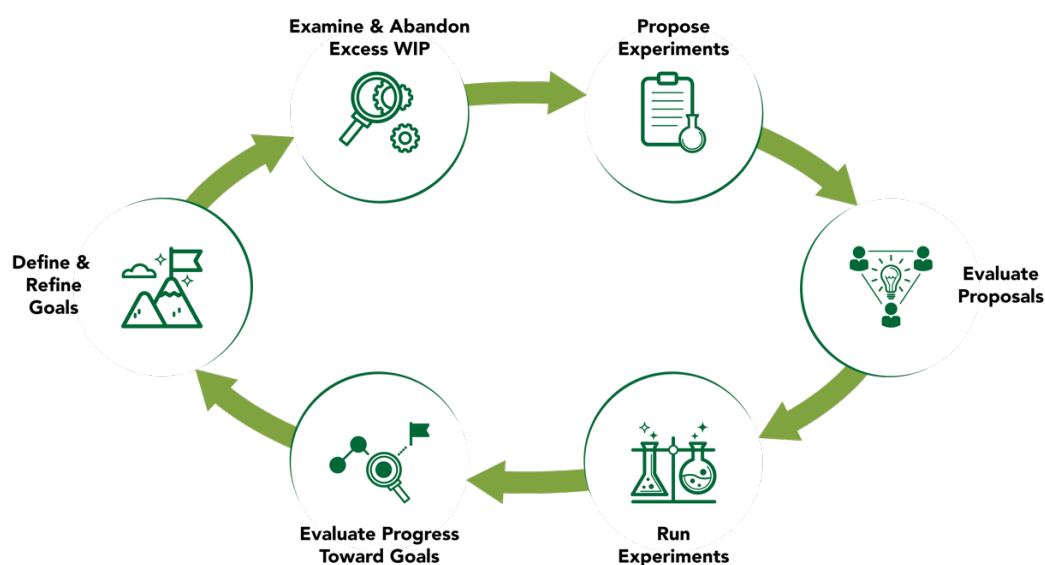 Examine & Abandon
Excess WIP
Propose
Experiments
Evaluate
Proposals
Run
Experiments
Evaluate Progress
Toward Goals
Define &
Refine
Goals